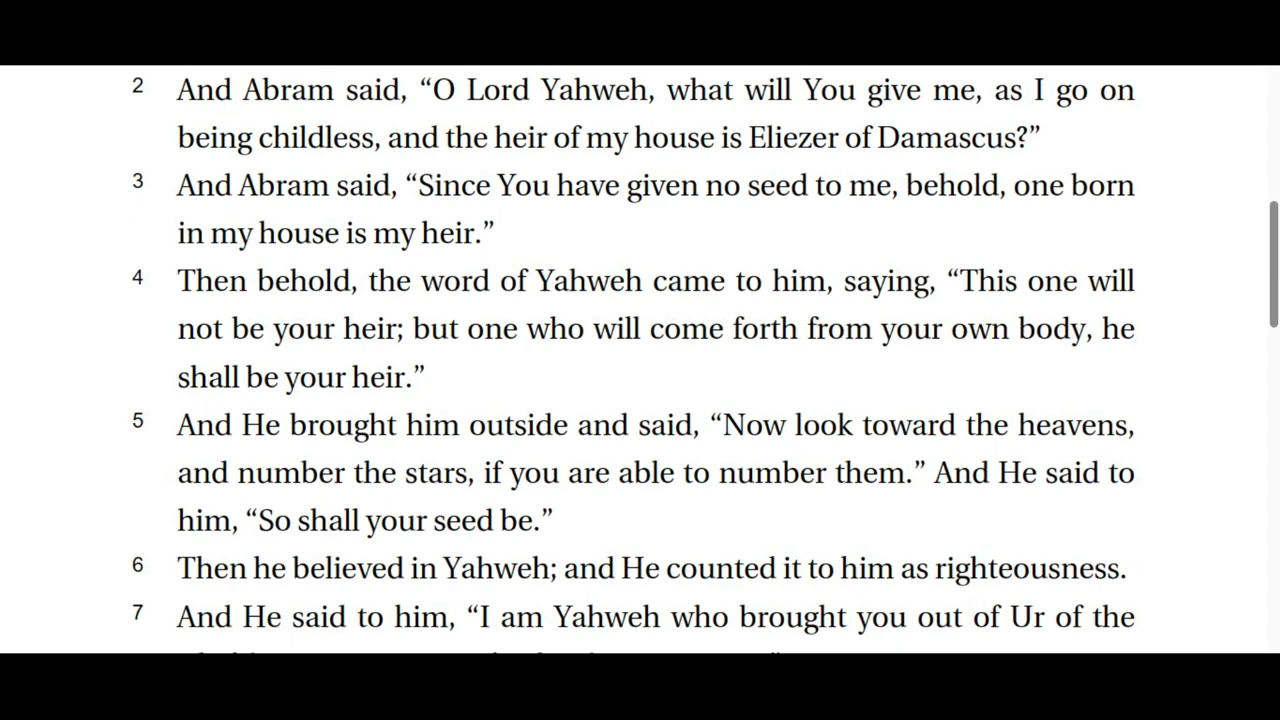 2 And Abram said, “O Lord Yahweh, what will You give me, as I go on
being childless, and the heir of my house is Eliezer of Damascus?”
3 And Abram said, “Since You have given no seed to me, behold, one born
in my house is my heir.”
4 Then behold, the word of Yahweh came to him, saying, “This one will
not be your heir; but one who will come forth from your own body, he
shall be your heir.”
5 And He brought him outside and said, “Now look toward the heavens,
and number the stars, if you are able to number them.” And He said to
him, “So shall your seed be.”
6 Then he believed in Yahweh; and He counted it to him as righteousness.
7 And He said to him, “I am Yahweh who brought you out of Ur of the